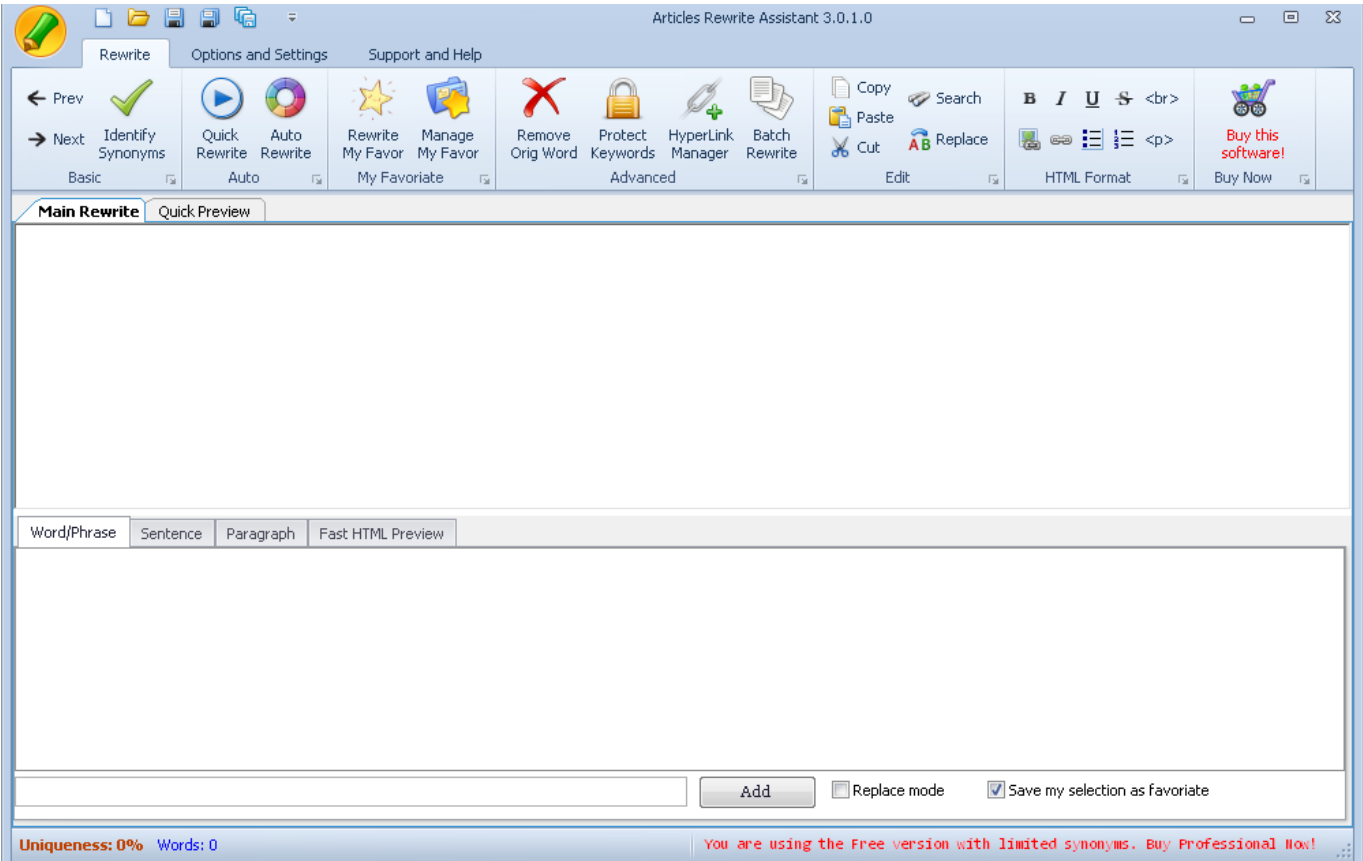 Articles Rewrite Assistant 3.0.1.0
Rewrite Options and Settings Support and Help
Prev
Next
Identify
Synonyms
Basic
Quick
Rewrite
Auto
Rewrite
Auto
Rewrite
My Favor
Manage
My Favor
My Favoriate
Remove
Orig Word
Protect
Keywords
HyperLink
Manager
Batch
Rewrite
Advanced
Copy
Paste
Cut
Search
AB Replace
Edit
B I U S <br>
<p>
HTML Format
Buy this
software!
Buy Now
Main Rewrite Quick Preview
Word/Phrase Sentence Paragraph Fast HTML Preview
Add Replace mode Save my selection as favoriate
Uniqueness: 0% Words: 0 You are using the Free version with limited synonyms. Buy Professional Now!